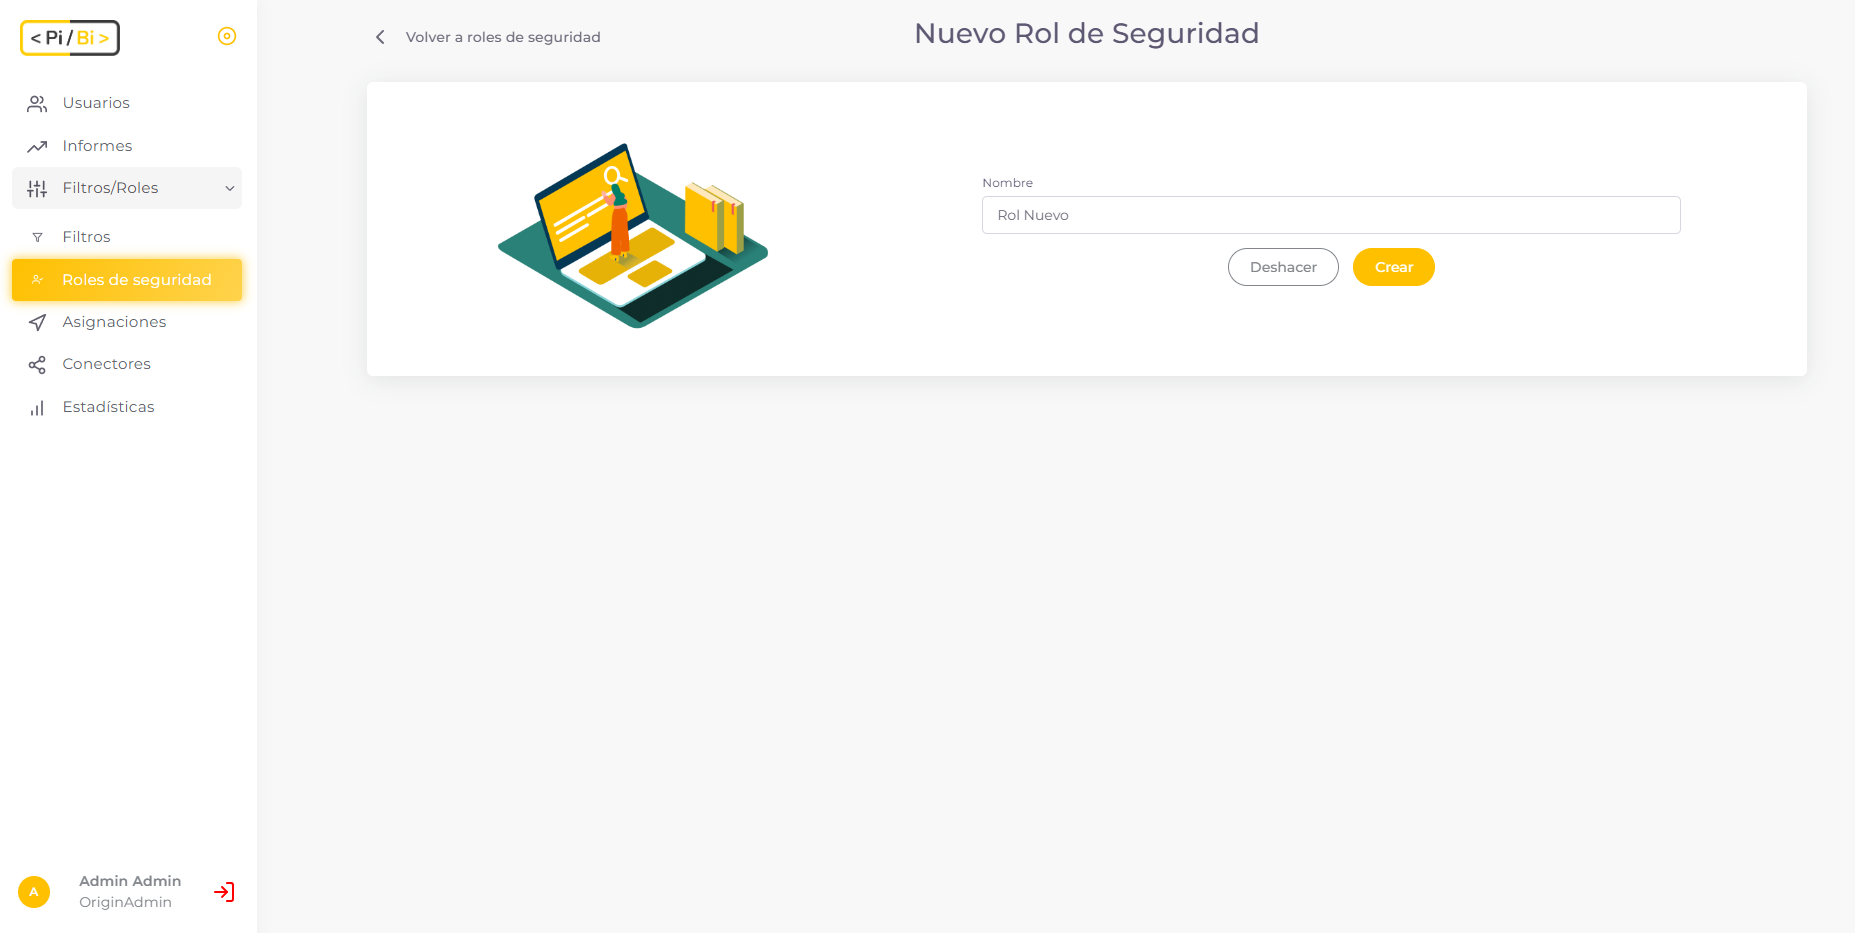 < Pi / Bi >
Usuarios
Informes
Filtros/Roles
Filtros
Roles de seguridad
Asignaciones
Conectores
Estadísticas
A
Admin Admin
OriginAdmin
Volver a roles de seguridad
Nuevo Rol de Seguridad
Nombre
Rol Nuevo
Deshacer
Crear